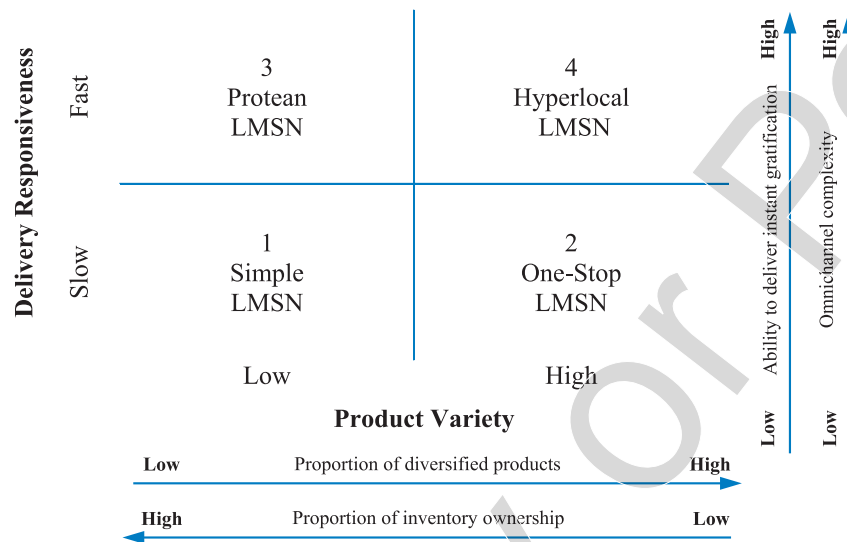 Delivery Responsiveness
Fast
Slow
3
Protean
LMSN
4
Hyperlocal
LMSN
1
Simple
LMSN
2
One-Stop
LMSN
Low
High
Product Variety
Low Proportion of diversified products High
High Proportion of inventory ownership Low
High
Ability to deliver instant gratification
Low
High
Omnichannel complexity
Low
or